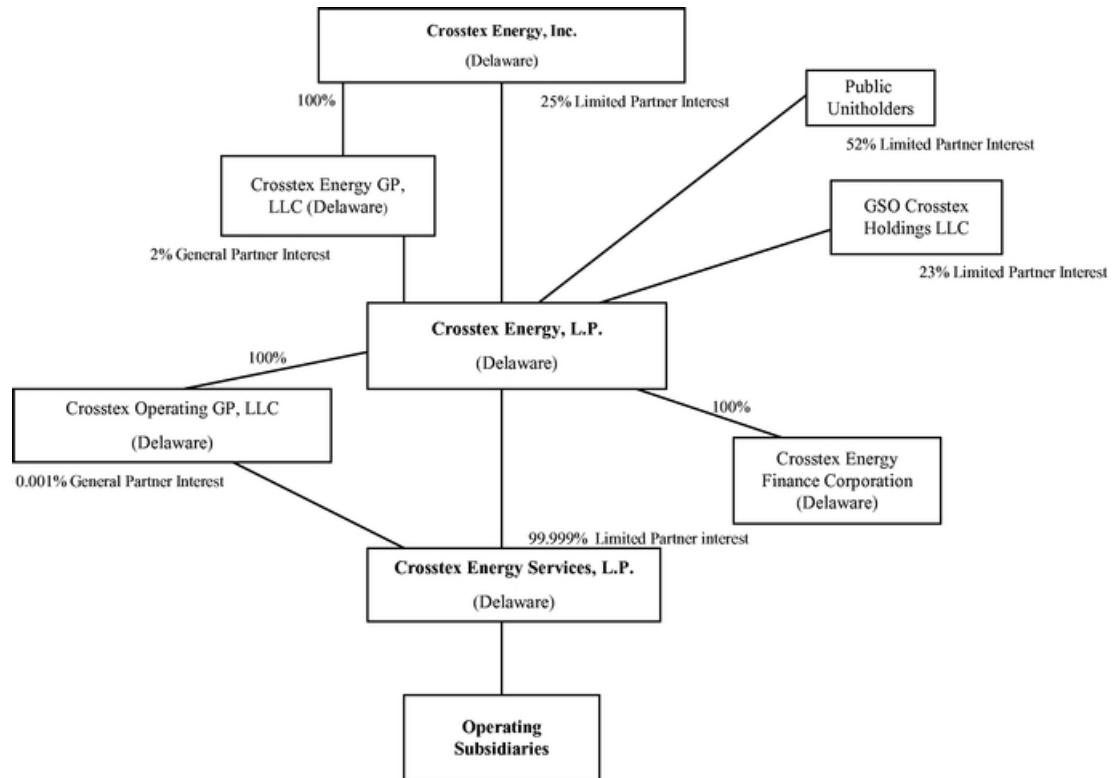 Crosstex Energy, Inc.
(Delaware)
100%
25% Limited Partner Interest
Public
Unitholders
52% Limited Partner Interest
Crosstex Energy GP,
LLC (Delaware)
2% General Partner Interest
GSO Crosstex
Holdings LLC
23% Limited Partner Interest
Crosstex Energy, L.P.
(Delaware)
100%
Crosstex Operating GP, LLC
(Delaware)
0.001% General Partner Interest
100%
Crosstex Energy
Finance Corporation
(Delaware)
99.999% Limited Partner interest
Crosstex Energy Services, L.P.
(Delaware)
Operating
Subsidiaries